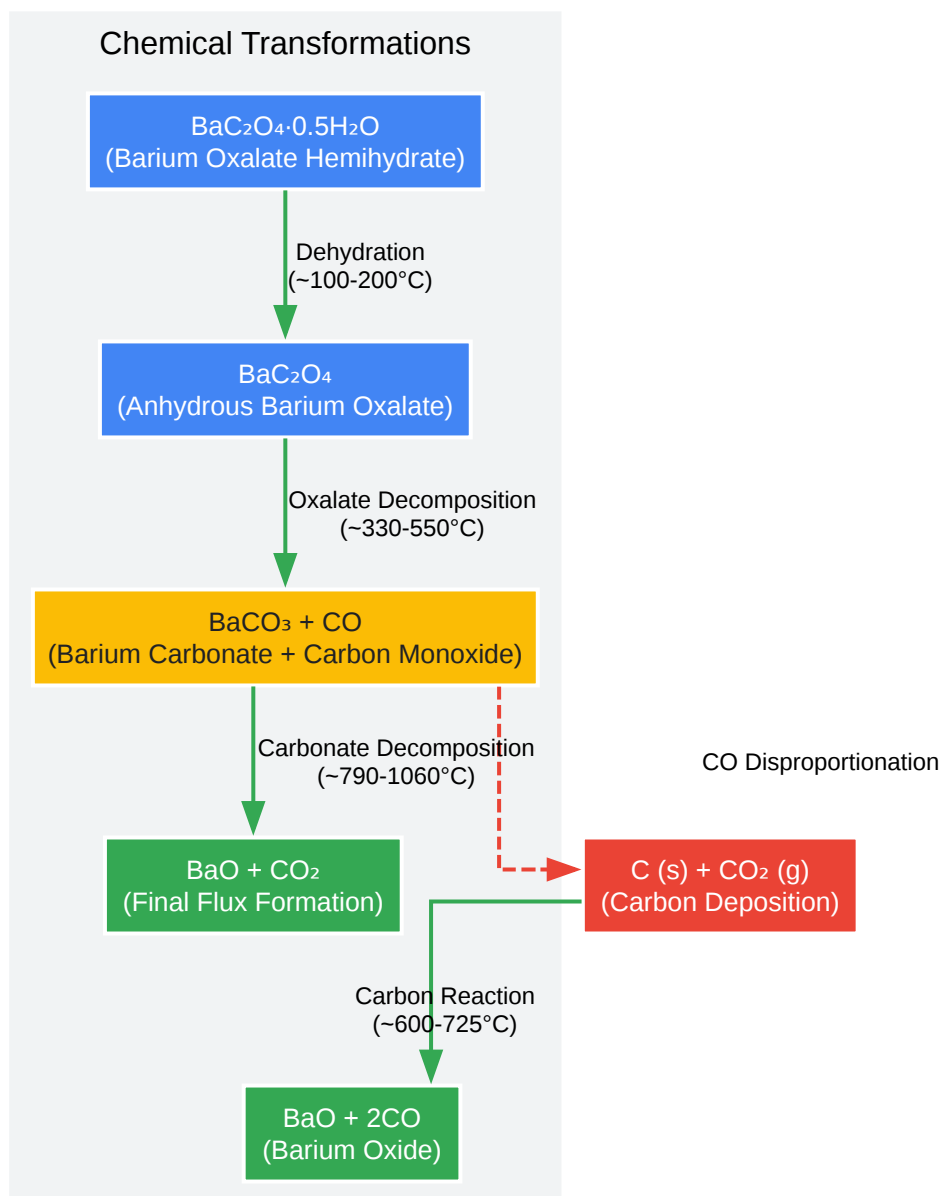 Chemical Transformations
BaC₂O₄·0.5H₂O
(Barium Oxalate Hemihydrate)
Dehydration
(~100-200°C)
BaC₂O₄
(Anhydrous Barium Oxalate)
Oxalate Decomposition
(~330-550°C)
BaCO₃ + CO
(Barium Carbonate + Carbon Monoxide)
Carbonate Decomposition
(~790-1060°C)
CO Disproportionation
BaO + CO₂
(Final Flux Formation)
C (s) + CO₂ (g)
(Carbon Deposition)
Carbon Reaction
(~600-725°C)
BaO + 2CO
(Barium Oxide)